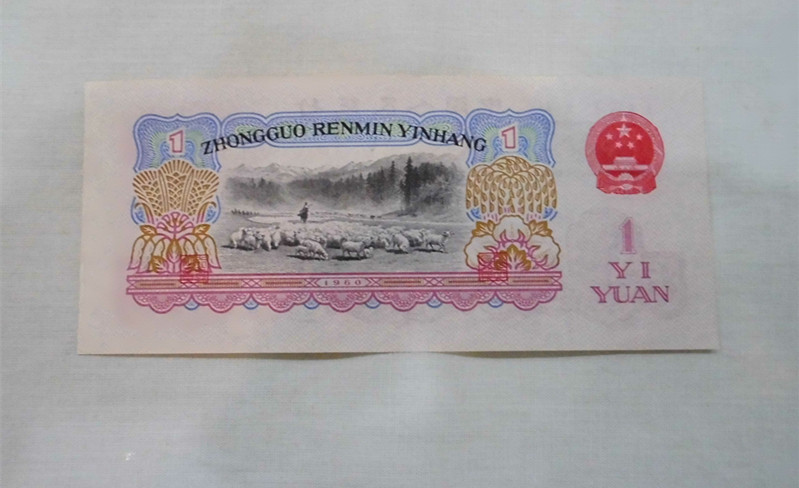 1 ZHONGGUO RENMIN YINHANG 1
1960
1
YI
YUAN